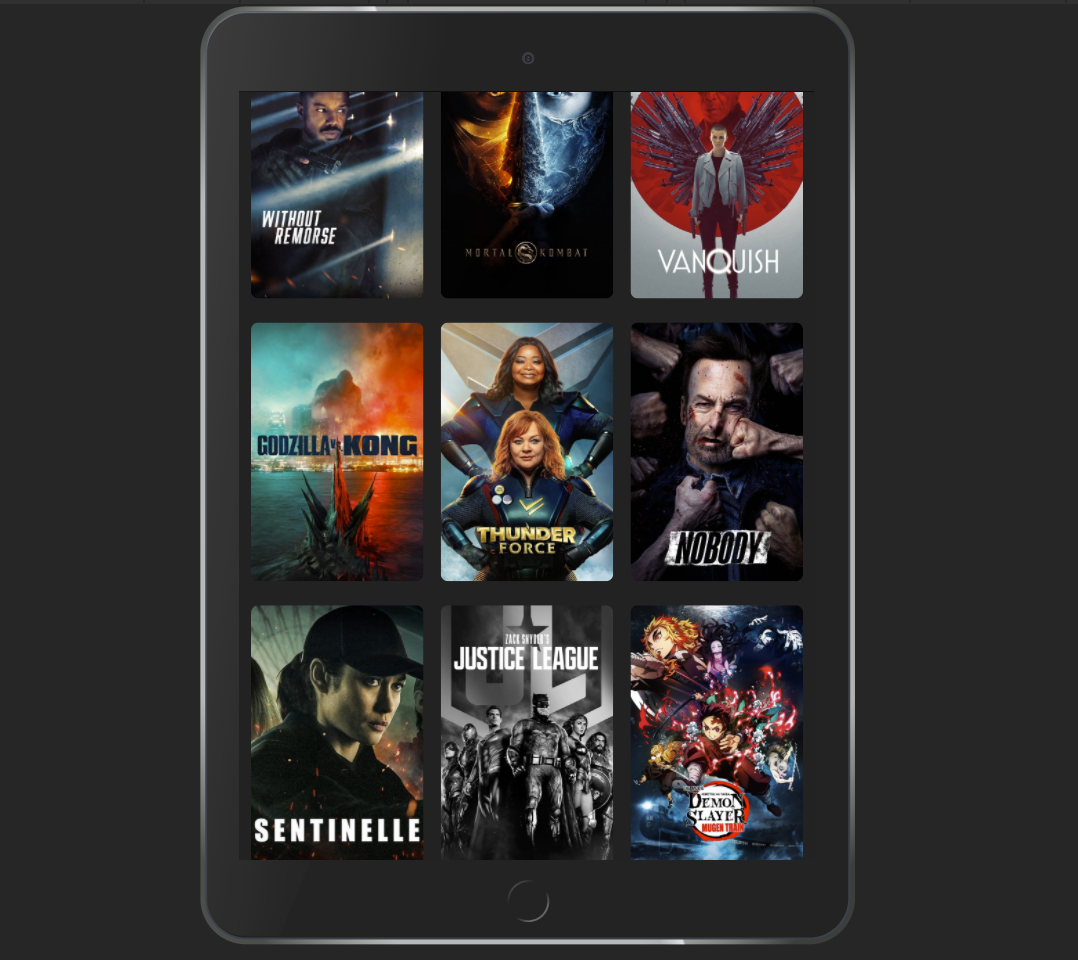 WITHOUT
REMORSE
MORTAL KOMBAT
VANQUISH
GODZILLA vs KONG
THUNDER
FORCE
NOBODY
SENTINELLE
ZACK SNYDER'S
JUSTICE LEAGUE
DEMON
SLAYER
MUGEN TRAIN